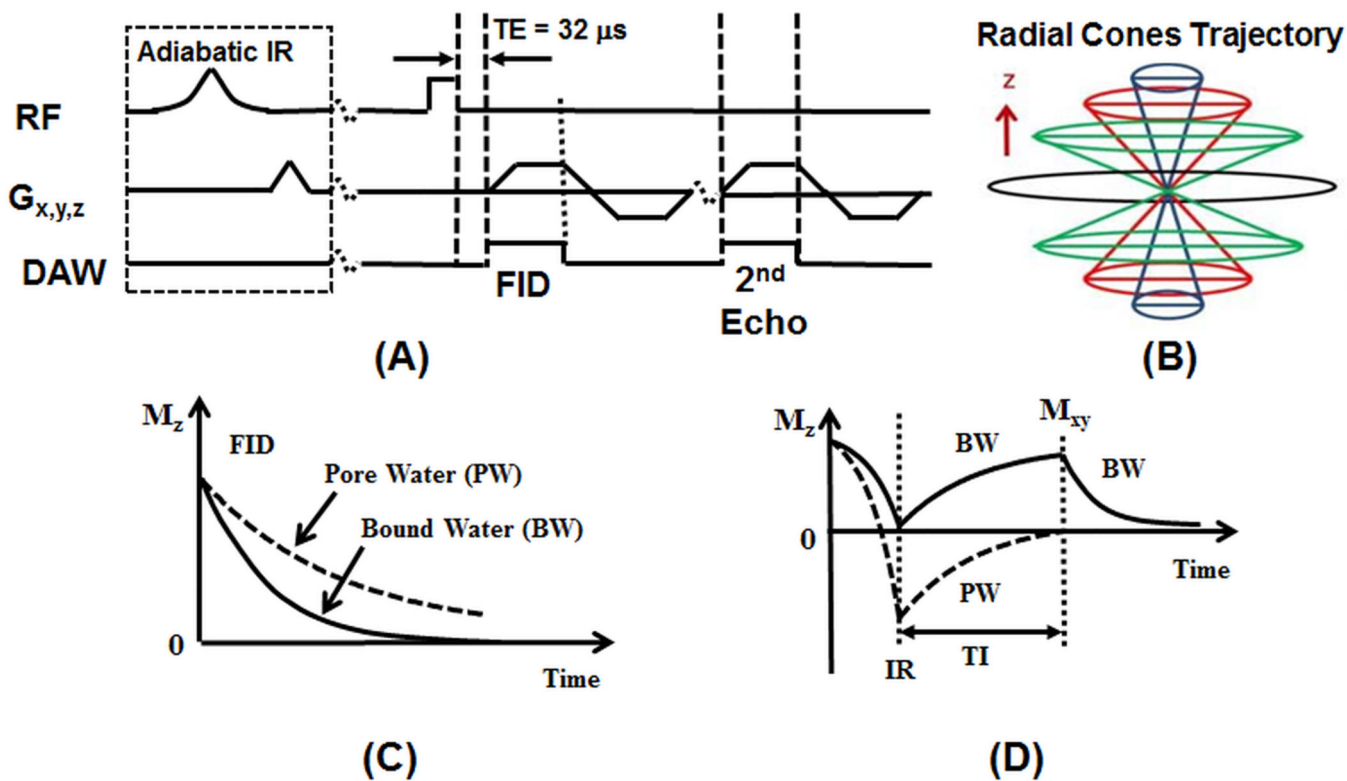 TE = 32 μs
Adiabatic IR
RF
Gx,y,z
DAW
FID
2nd
Echo
(A)
Radial Cones Trajectory
z
(B)
Mz
FID
Pore Water (PW)
Bound Water (BW)
0
Time
(C)
Mz
Mxy
BW
BW
0
Time
PW
IR
TI
(D)